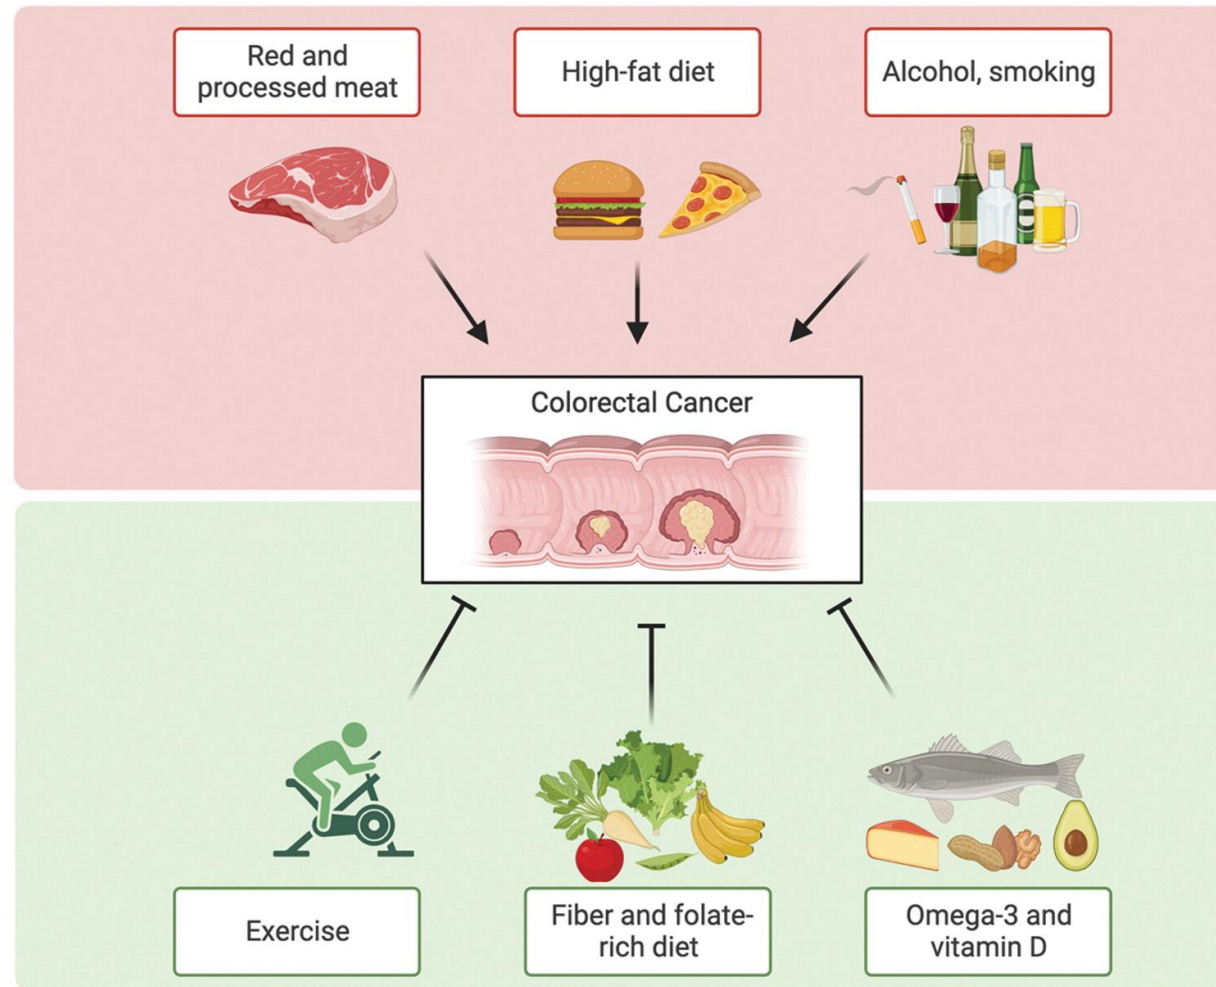 Red and
processed meat
High-fat diet
Alcohol, smoking
Colorectal Cancer
Exercise
Fiber and folate-
rich diet
Omega-3 and
vitamin D